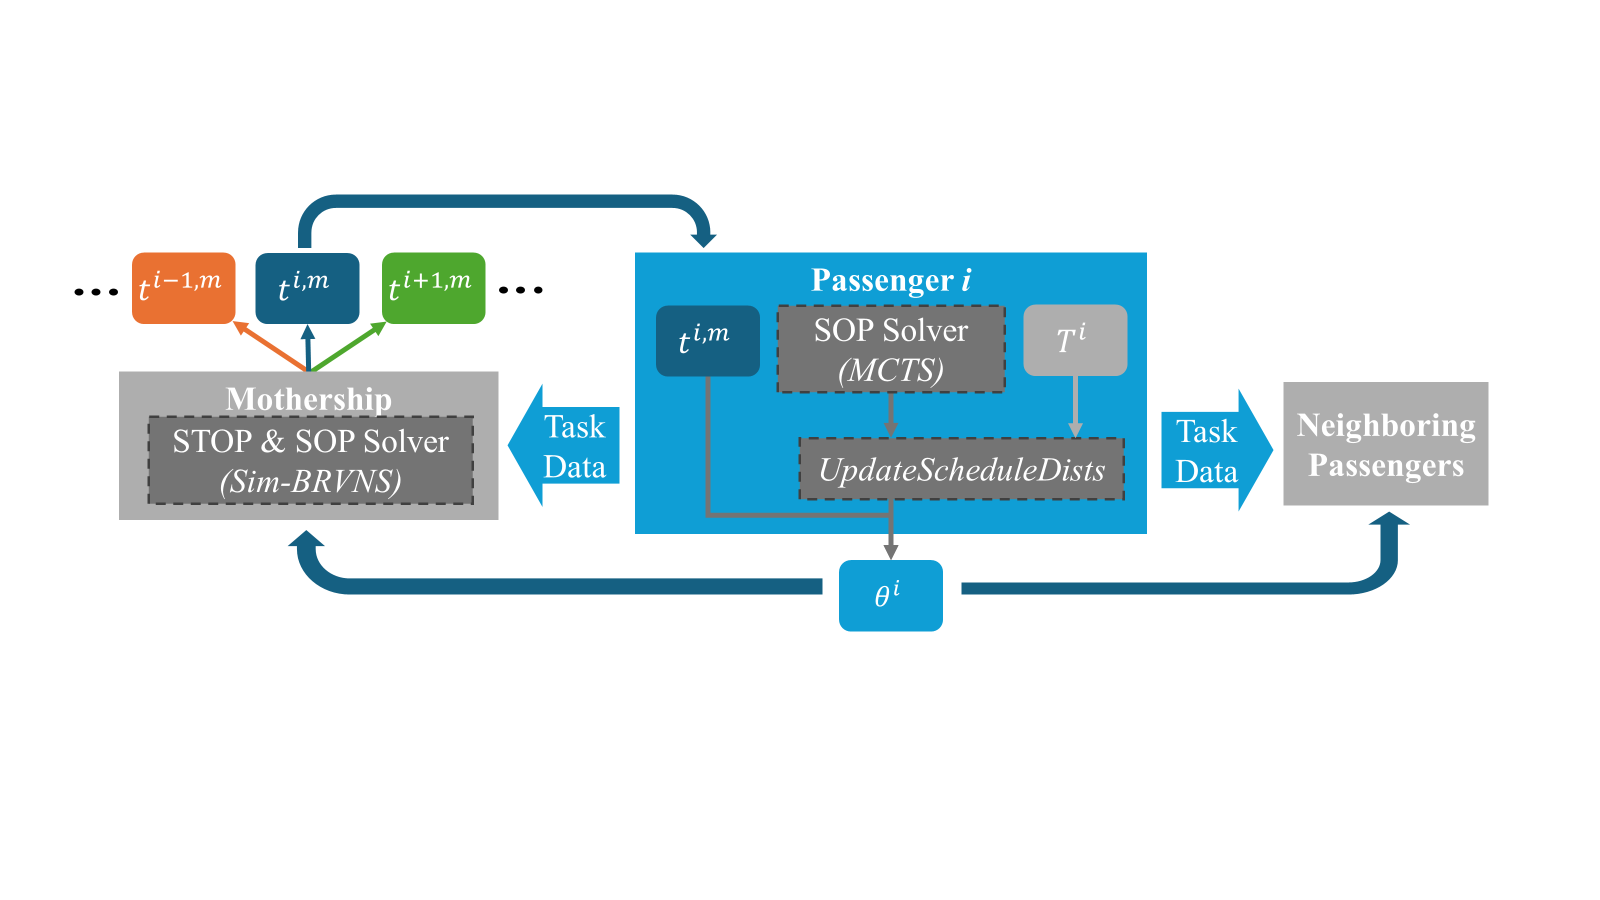 ... t^{i-1,m} t^{i,m} t^{i+1,m} ...
Mothership
STOP & SOP Solver
(Sim-BRVNS)
Task
Data
Passenger i
t^{i,m}
SOP Solver
(MCTS)
T^i
UpdateScheduleDists
θ^i
Task
Data
Neighboring
Passengers